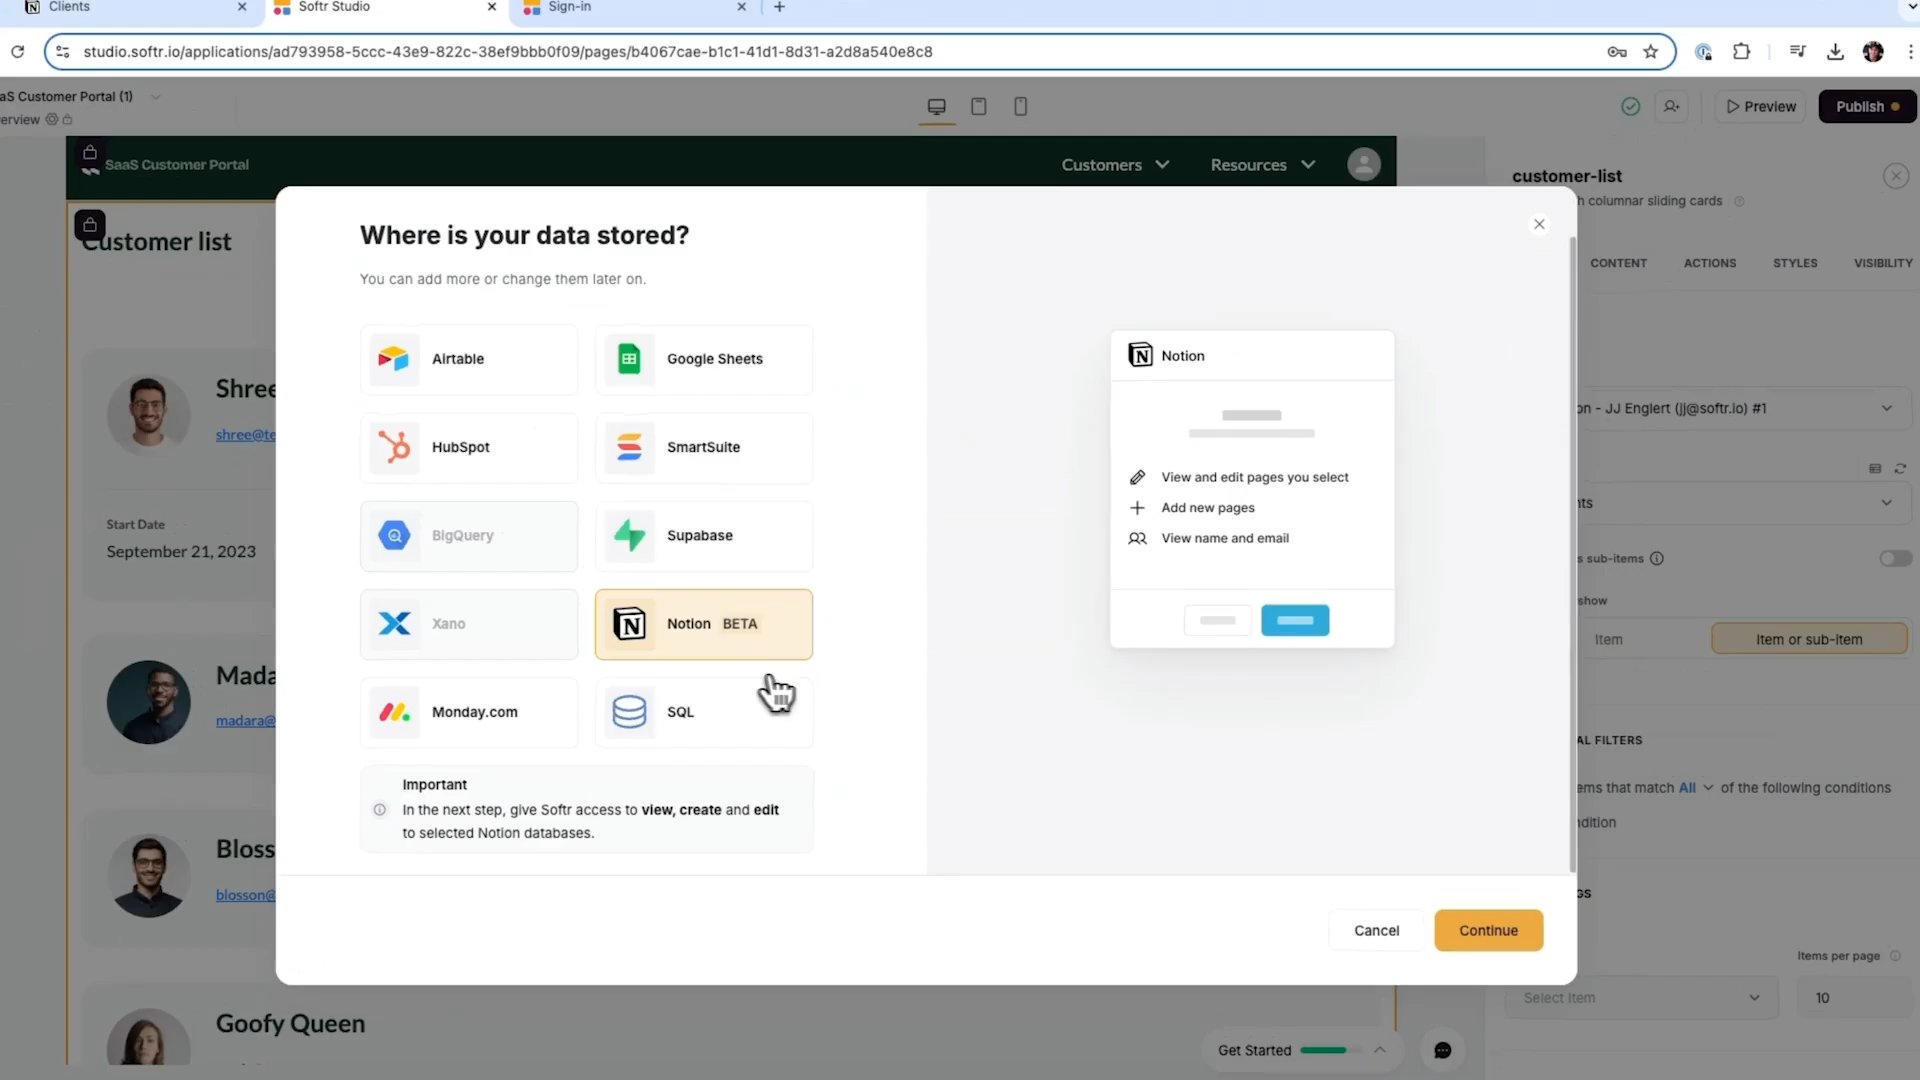 Clients
Softr Studio
Sign-in
studio.softr.io/applications/ad793958-5ccc-43e9-822c-38ef9bbb0f09/pages/b4067cae-b1c1-41d1-8d31-a2d8a540e8c8
aS Customer Portal (1)
erview
Preview
Publish
SaaS Customer Portal
Customers
Resources
customer-list
columnar sliding cards
CONTENT
ACTIONS
STYLES
VISIBILITY
Customer list
Where is your data stored?
You can add more or change them later on.
Airtable
Google Sheets
HubSpot
SmartSuite
BigQuery
Supabase
Xano
Notion BETA
Monday.com
SQL
Important
In the next step, give Softr access to view, create and edit
to selected Notion databases.
Notion
View and edit pages you select
Add new pages
View name and email
Cancel
Continue
Shree
shree@te
Start Date
September 21, 2023
Mada
madara@
Bloss
blosson@
Goofy Queen
on - JJ Englert (jj@softr.io) #1
nts
s sub-items
show
Item
Item or sub-item
AL FILTERS
ems that match All of the following conditions
ndition
GS
Items per page
Select Item
10
Get Started